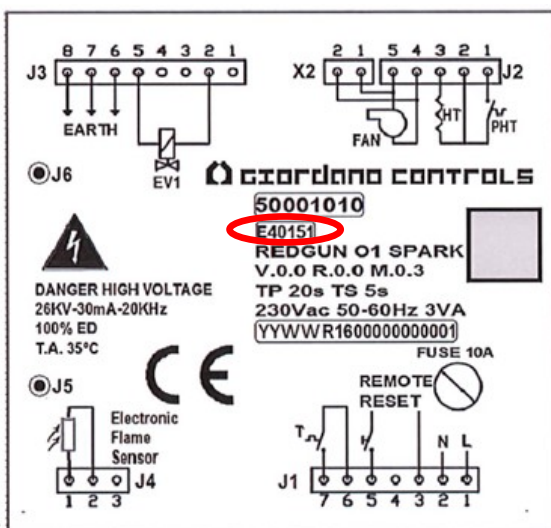 8 7 6 5 4 3 2 1
J3
EARTH
EV1
2 1 5 4 3 2 1
X2
J2
FAN
HT
PHT
J6
GIORDANO CONTROLS
50001010
E40151
REDGUN O1 SPARK
V.0.0 R.0.0 M.0.3
TP 20s TS 5s
230Vac 50-60Hz 3VA
YYWW R1600000000001
DANGER HIGH VOLTAGE
26KV-30mA-20KHz
100% ED
T.A. 35°C
CE
FUSE 10A
REMOTE
RESET
J5
Electronic
Flame
Sensor
J4
1 2 3
T
N L
J1
7 6 5 4 3 2 1